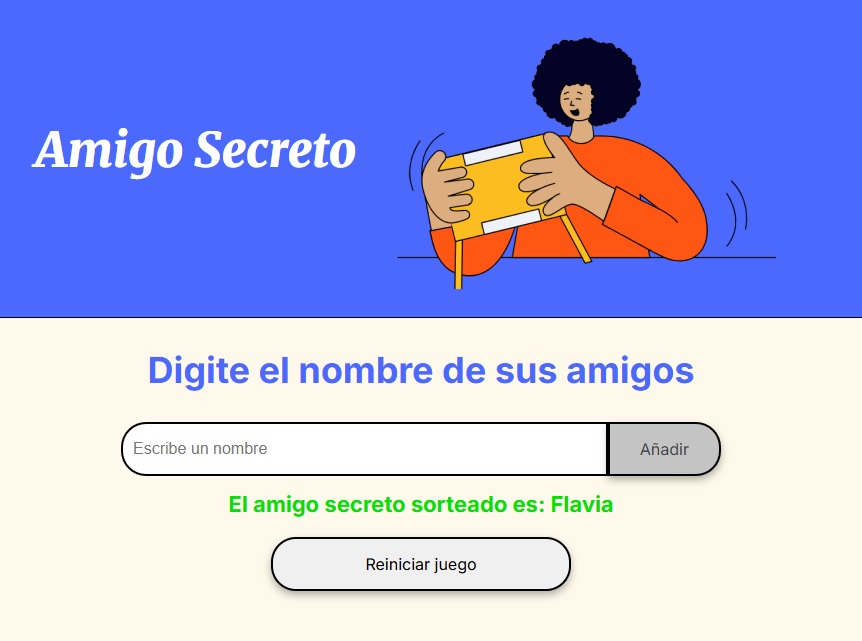 Amigo Secreto
Digite el nombre de sus amigos
Escribe un nombre
Añadir
El amigo secreto sorteado es: Flavia
Reiniciar juego